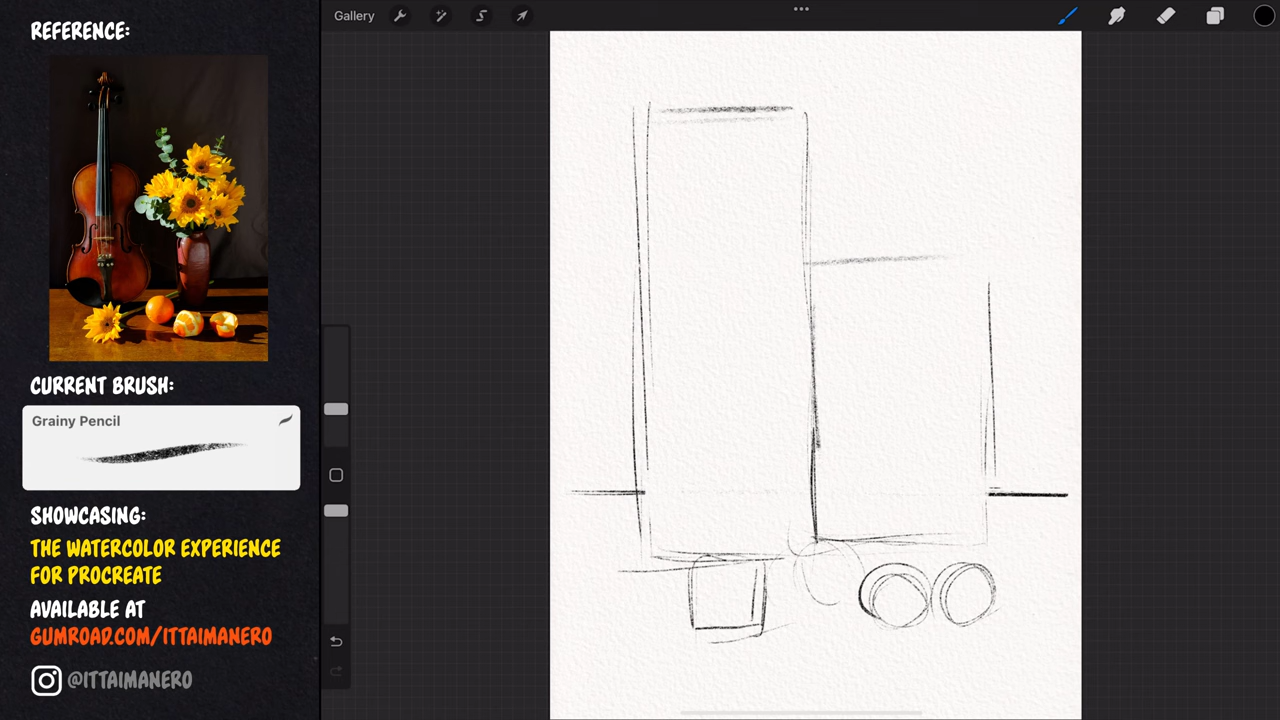 REFERENCE:
Gallery
CURRENT BRUSH:
Grainy Pencil
SHOWCASING:
THE WATERCOLOR EXPERIENCE
FOR PROCREATE
AVAILABLE AT
GUMROAD.COM/ITTAIMANERO
@ITTAIMANERO